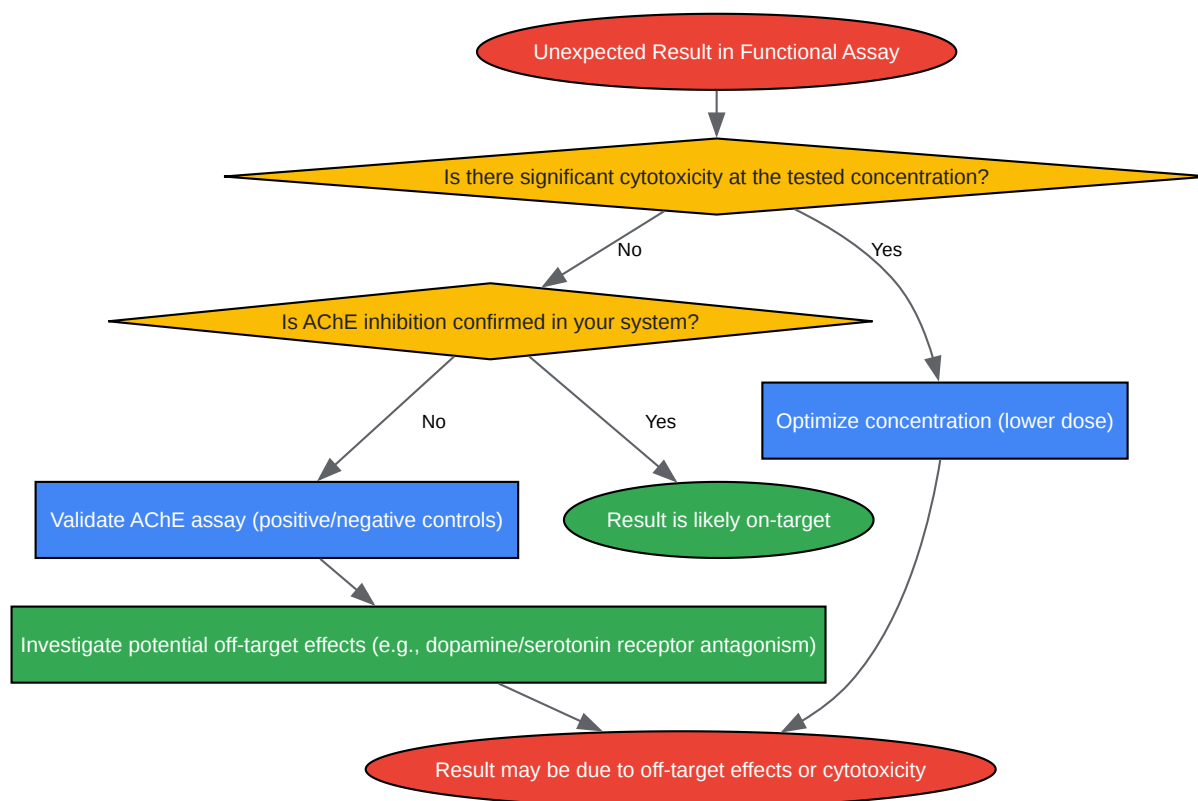 Unexpected Result in Functional Assay
Is there significant cytotoxicity at the tested concentration?
No
Yes
Is AChE inhibition confirmed in your system?
Optimize concentration (lower dose)
No
Yes
Validate AChE assay (positive/negative controls)
Result is likely on-target
Investigate potential off-target effects (e.g., dopamine/serotonin receptor antagonism)
Result may be due to off-target effects or cytotoxicity